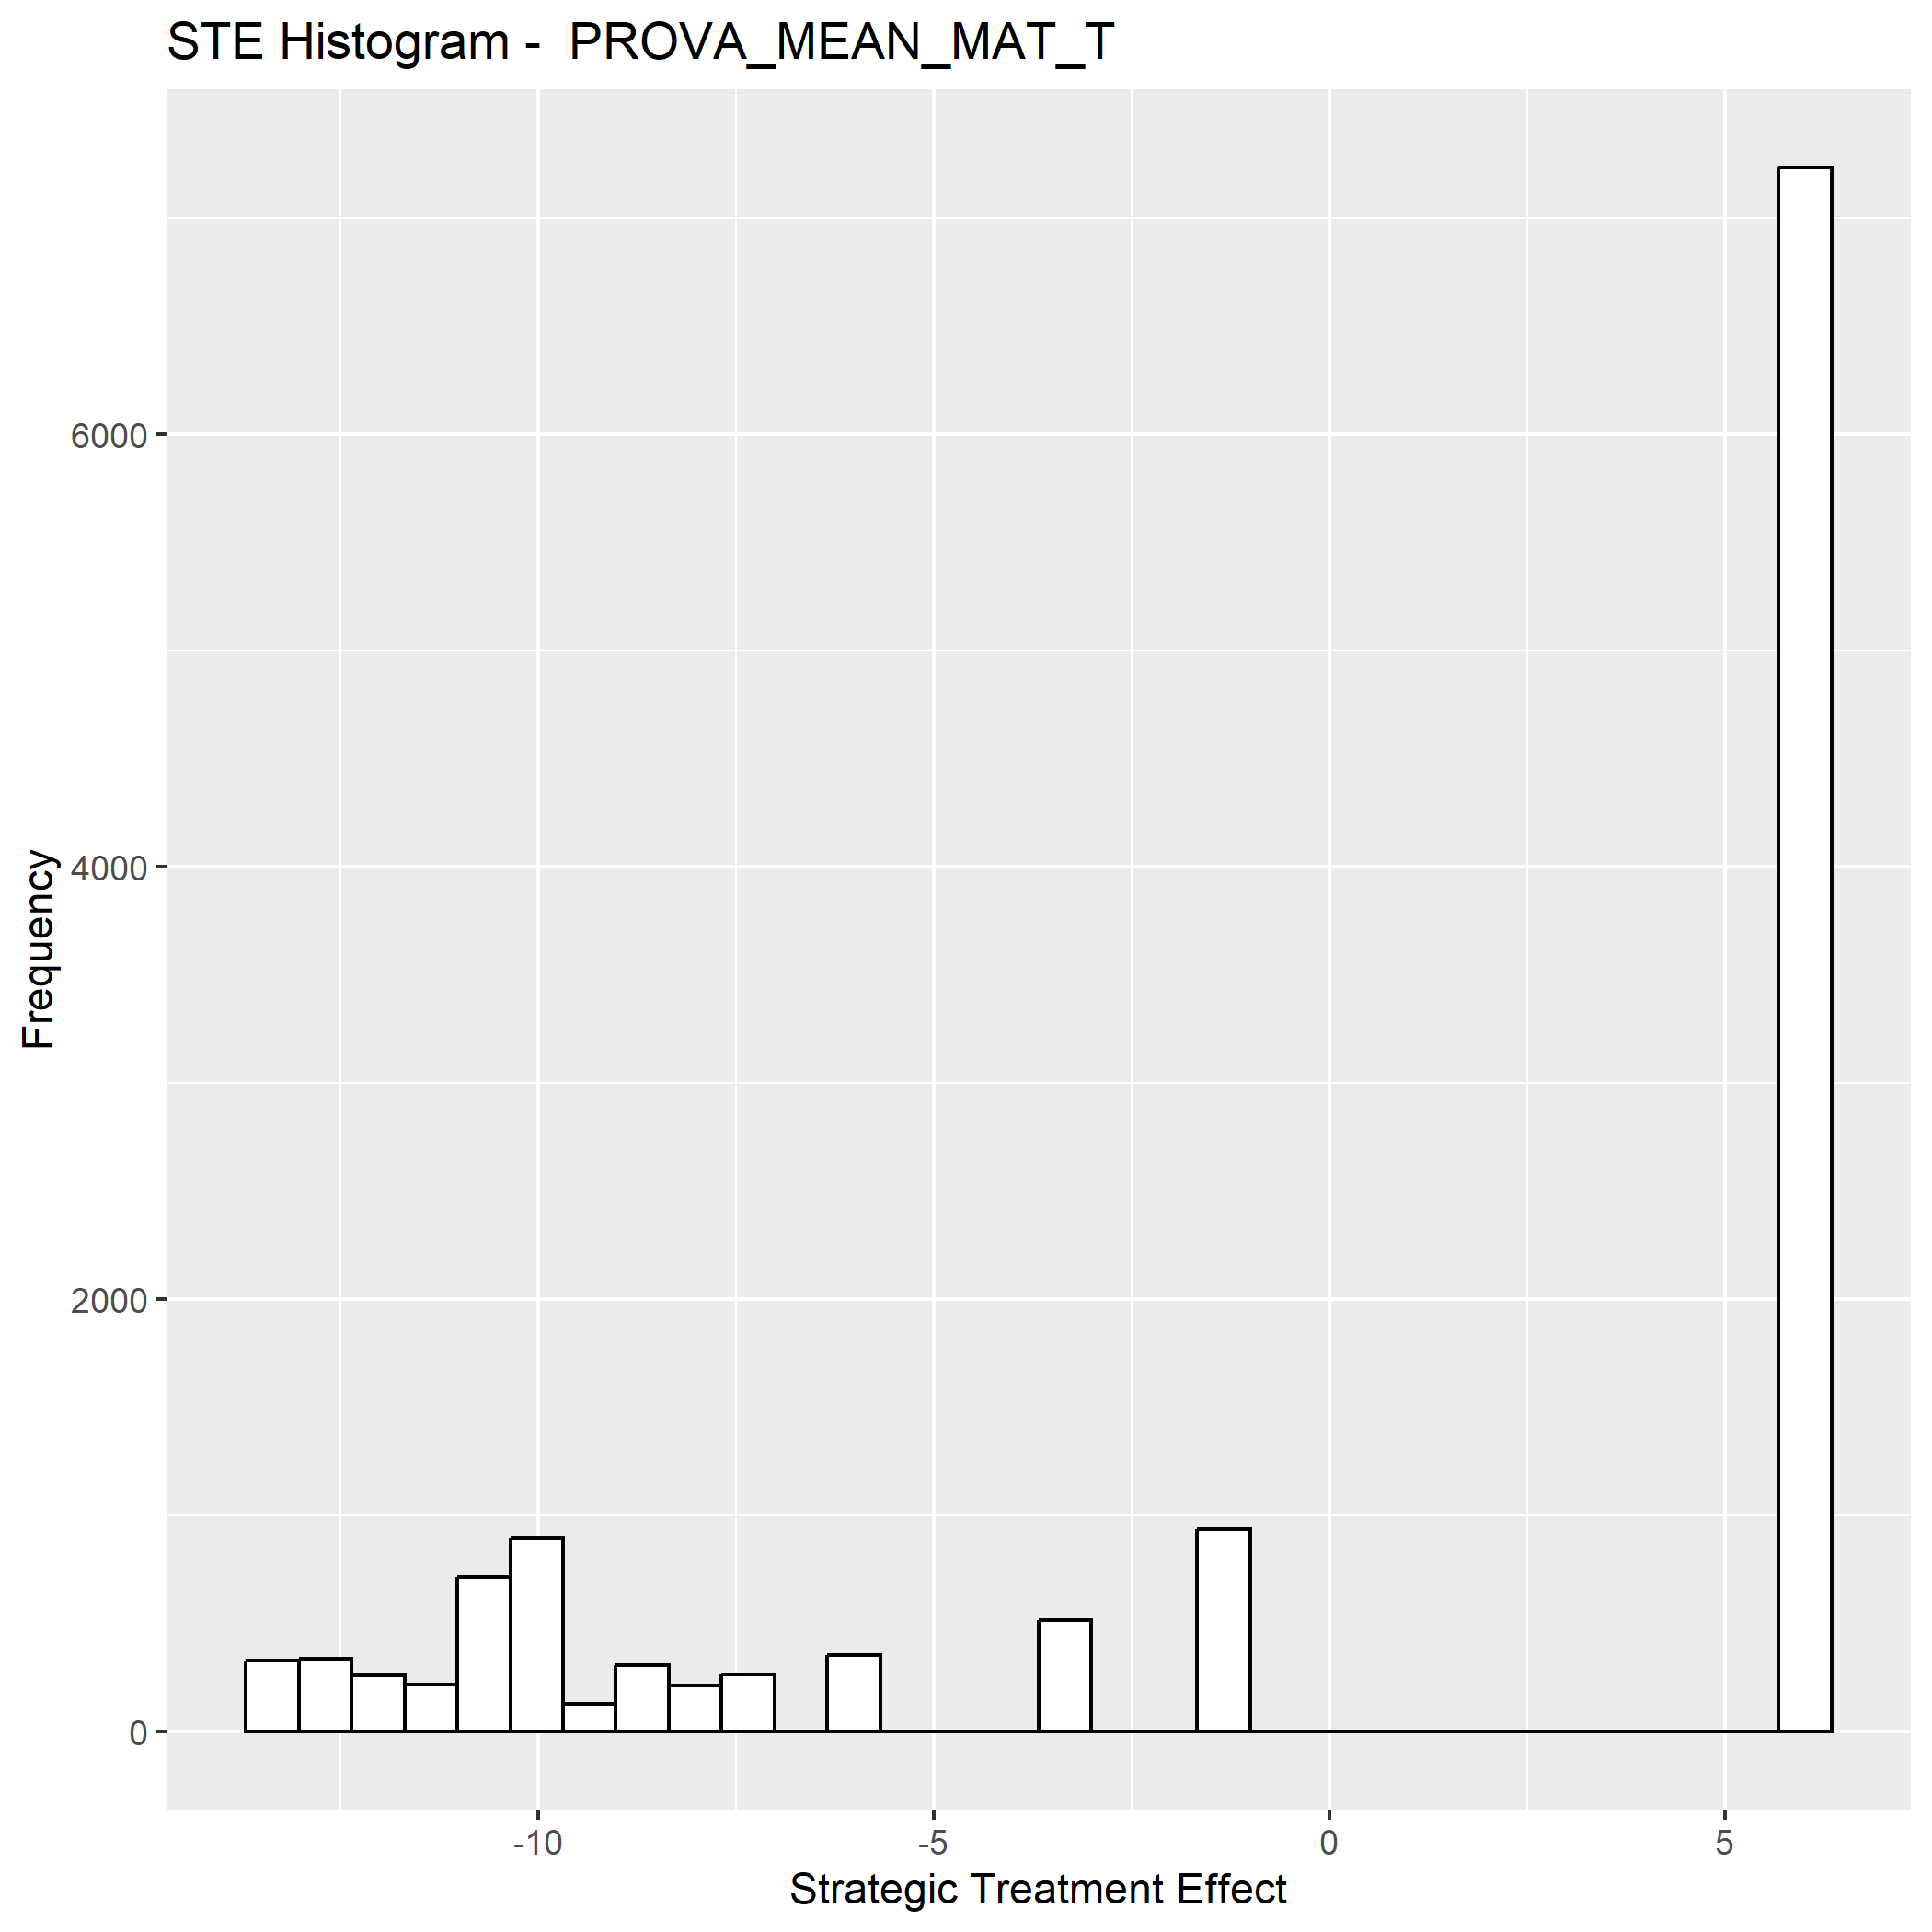 STE Histogram -  PROVA_MEAN_MAT_T
Frequency
6000
4000
2000
0
-10
-5
0
5
Strategic Treatment Effect